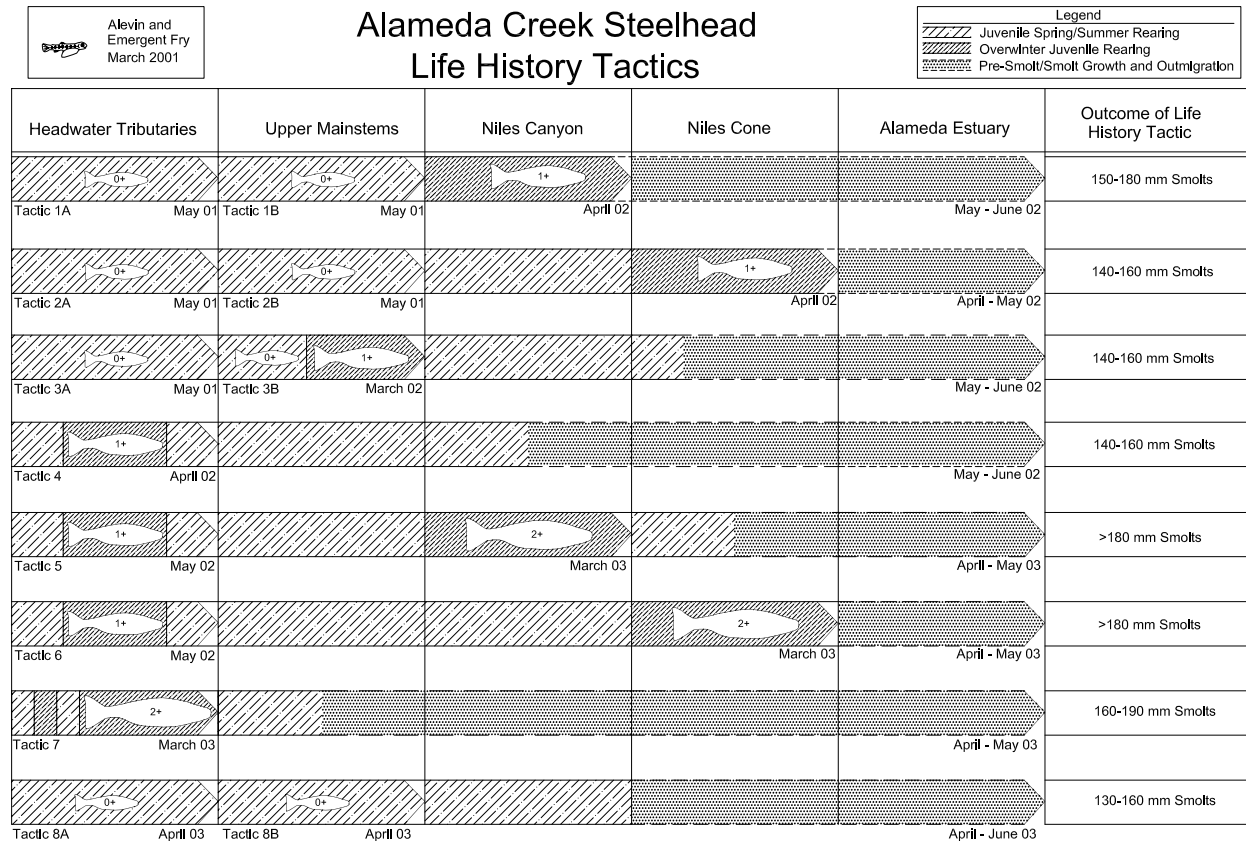 Alevin and
Emergent Fry
March 2001
Alameda Creek Steelhead
Life History Tactics
Legend
Juvenile Spring/Summer Rearing
Overwinter Juvenile Rearing
Pre-Smolt/Smolt Growth and Outmigration
Headwater Tributaries
Upper Mainstems
Niles Canyon
Niles Cone
Alameda Estuary
Outcome of Life
History Tactic
0+ 0+ 1+ 150-180 mm Smolts
Tactic 1A May 01 Tactic 1B May 01 April 02 May - June 02
0+ 0+ 1+ 140-160 mm Smolts
Tactic 2A May 01 Tactic 2B May 01 April 02 April - May 02
0+ 0+ 1+ 140-160 mm Smolts
Tactic 3A May 01 Tactic 3B March 02 May - June 02
1+ 140-160 mm Smolts
Tactic 4 April 02 May - June 02
1+ 2+ >180 mm Smolts
Tactic 5 May 02 March 03 April - May 03
1+ 2+ >180 mm Smolts
Tactic 6 May 02 March 03 April - May 03
2+ 160-190 mm Smolts
Tactic 7 March 03 April - May 03
0+ 0+ 130-160 mm Smolts
Tactic 8A April 03 Tactic 8B April 03 April - June 03